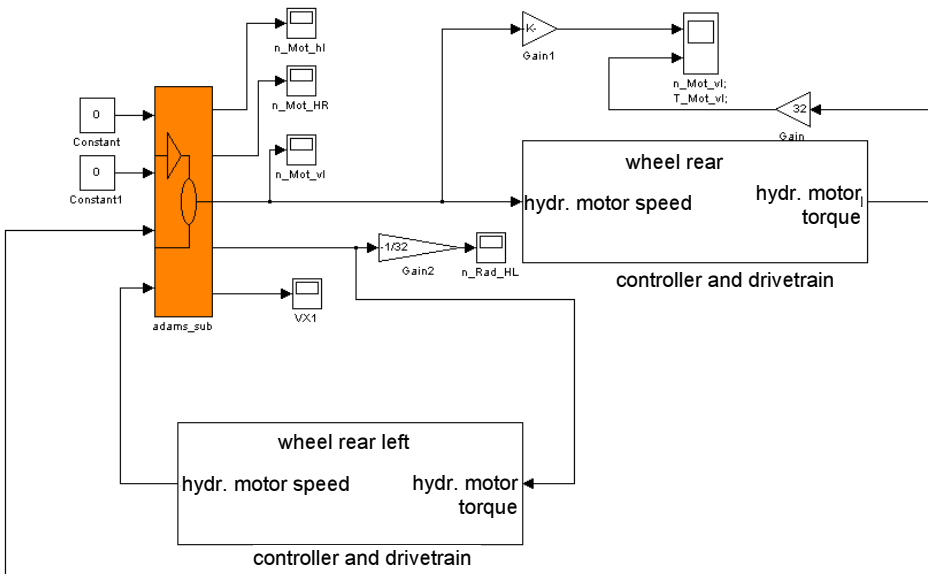 n_Mot_hl
K-
Gain1
n_Mot_vl;
T_Mot_vl;
n_Mot_HR
0
Constant
32
Gain
n_Mot_vl
0
Constant1
wheel rear
hydr. motor speed
hydr. motor
torque
-1/32
Gain2
n_Rad_HL
controller and drivetrain
VX1
adams_sub
wheel rear left
hydr. motor speed
hydr. motor
torque
controller and drivetrain